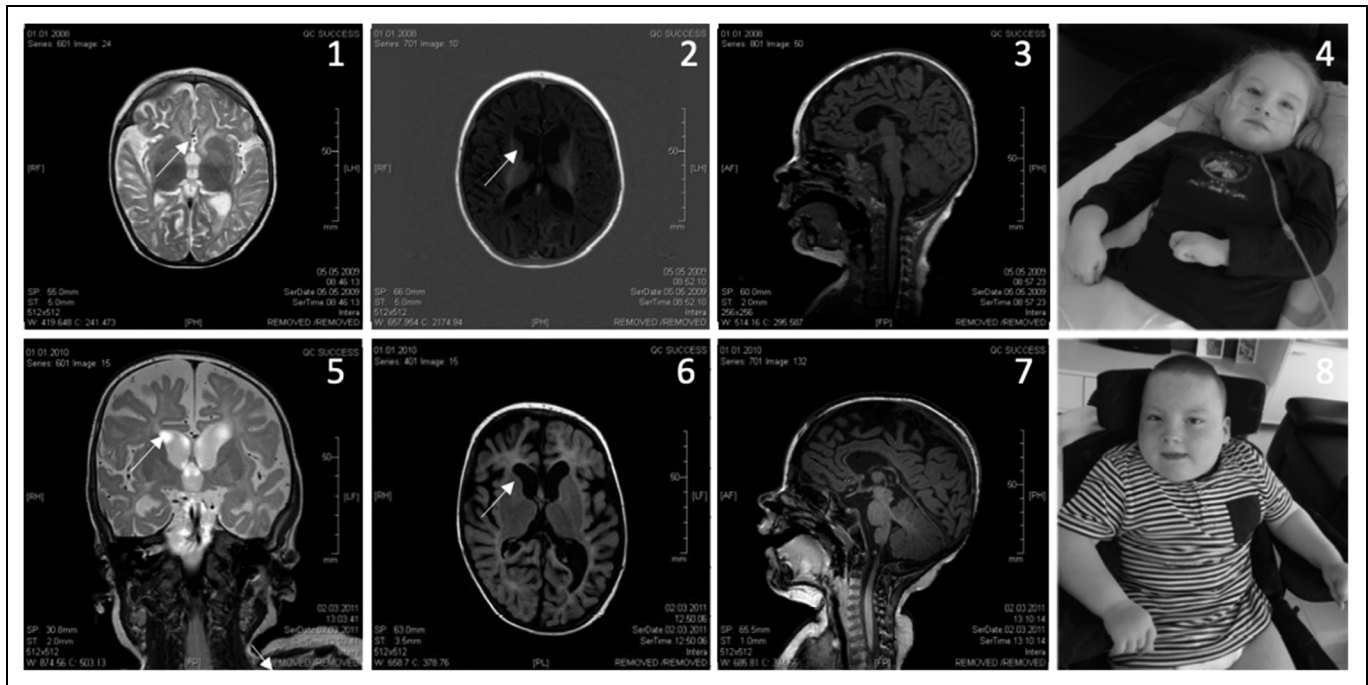 01.01.2008
Series: 601 Image: 24
QC SUCCESS
1
[RF]
50
[LH]
mm
05.05.2009
08:46.13
SP: 55.0mm
SerDate:05.05.2009
ST: 5.0mm
SerTime:08:46.13
512x512
Intera
W: 419.648 C: 241.473
[PH]
REMOVED /REMOVED
01.01.2008
Series: 701 Image: 10
QC SUCCESS
2
[RF]
50
[LH]
mm
05.05.2009
08:52.10
SP: 66.0mm
SerDate:05.05.2009
ST: 5.0mm
SerTime:08:52.10
512x512
Intera
W: 657.954 C: 2174.94
[PH]
REMOVED /REMOVED
01.01.2008
Series: 801 Image: 50
QC SUCCESS
3
[AF]
50
[PH]
mm
05.05.2009
08:57:23
SP: 60.0mm
SerDate:05.05.2009
ST: 2.0mm
SerTime:08:57:23
256x256
Intera
W: 514.16 C: 295.587
[FP]
REMOVED /REMOVED
4
01.01.2010
Series: 601 Image: 15
QC SUCCESS
5
[RH]
50
[LF]
mm
02.03.2011
13:03:41
SP: 30.8mm
ST: 2.0mm
512x512
Intera
W: 874.56 C: 503.13
[FP]
REMOVED /REMOVED
01.01.2010
Series: 401 Image: 15
QC SUCCESS
6
[RH]
50
[LF]
mm
02.03.2011
12:50:06
SP: 63.0mm
SerDate:02.03.2011
ST: 3.5mm
SerTime:12:50:06
512x512
Intera
W: 658.7 C: 378.76
[PL]
REMOVED /REMOVED
01.01.2010
Series: 701 Image: 132
QC SUCCESS
7
[AF]
50
[PH]
mm
02.03.2011
13:10:14
SP: 65.5mm
SerDate:02.03.2011
ST: 1.0mm
SerTime:13:10:14
512x512
Intera
W: 685.81
[FP]
REMOVED /REMOVED
8